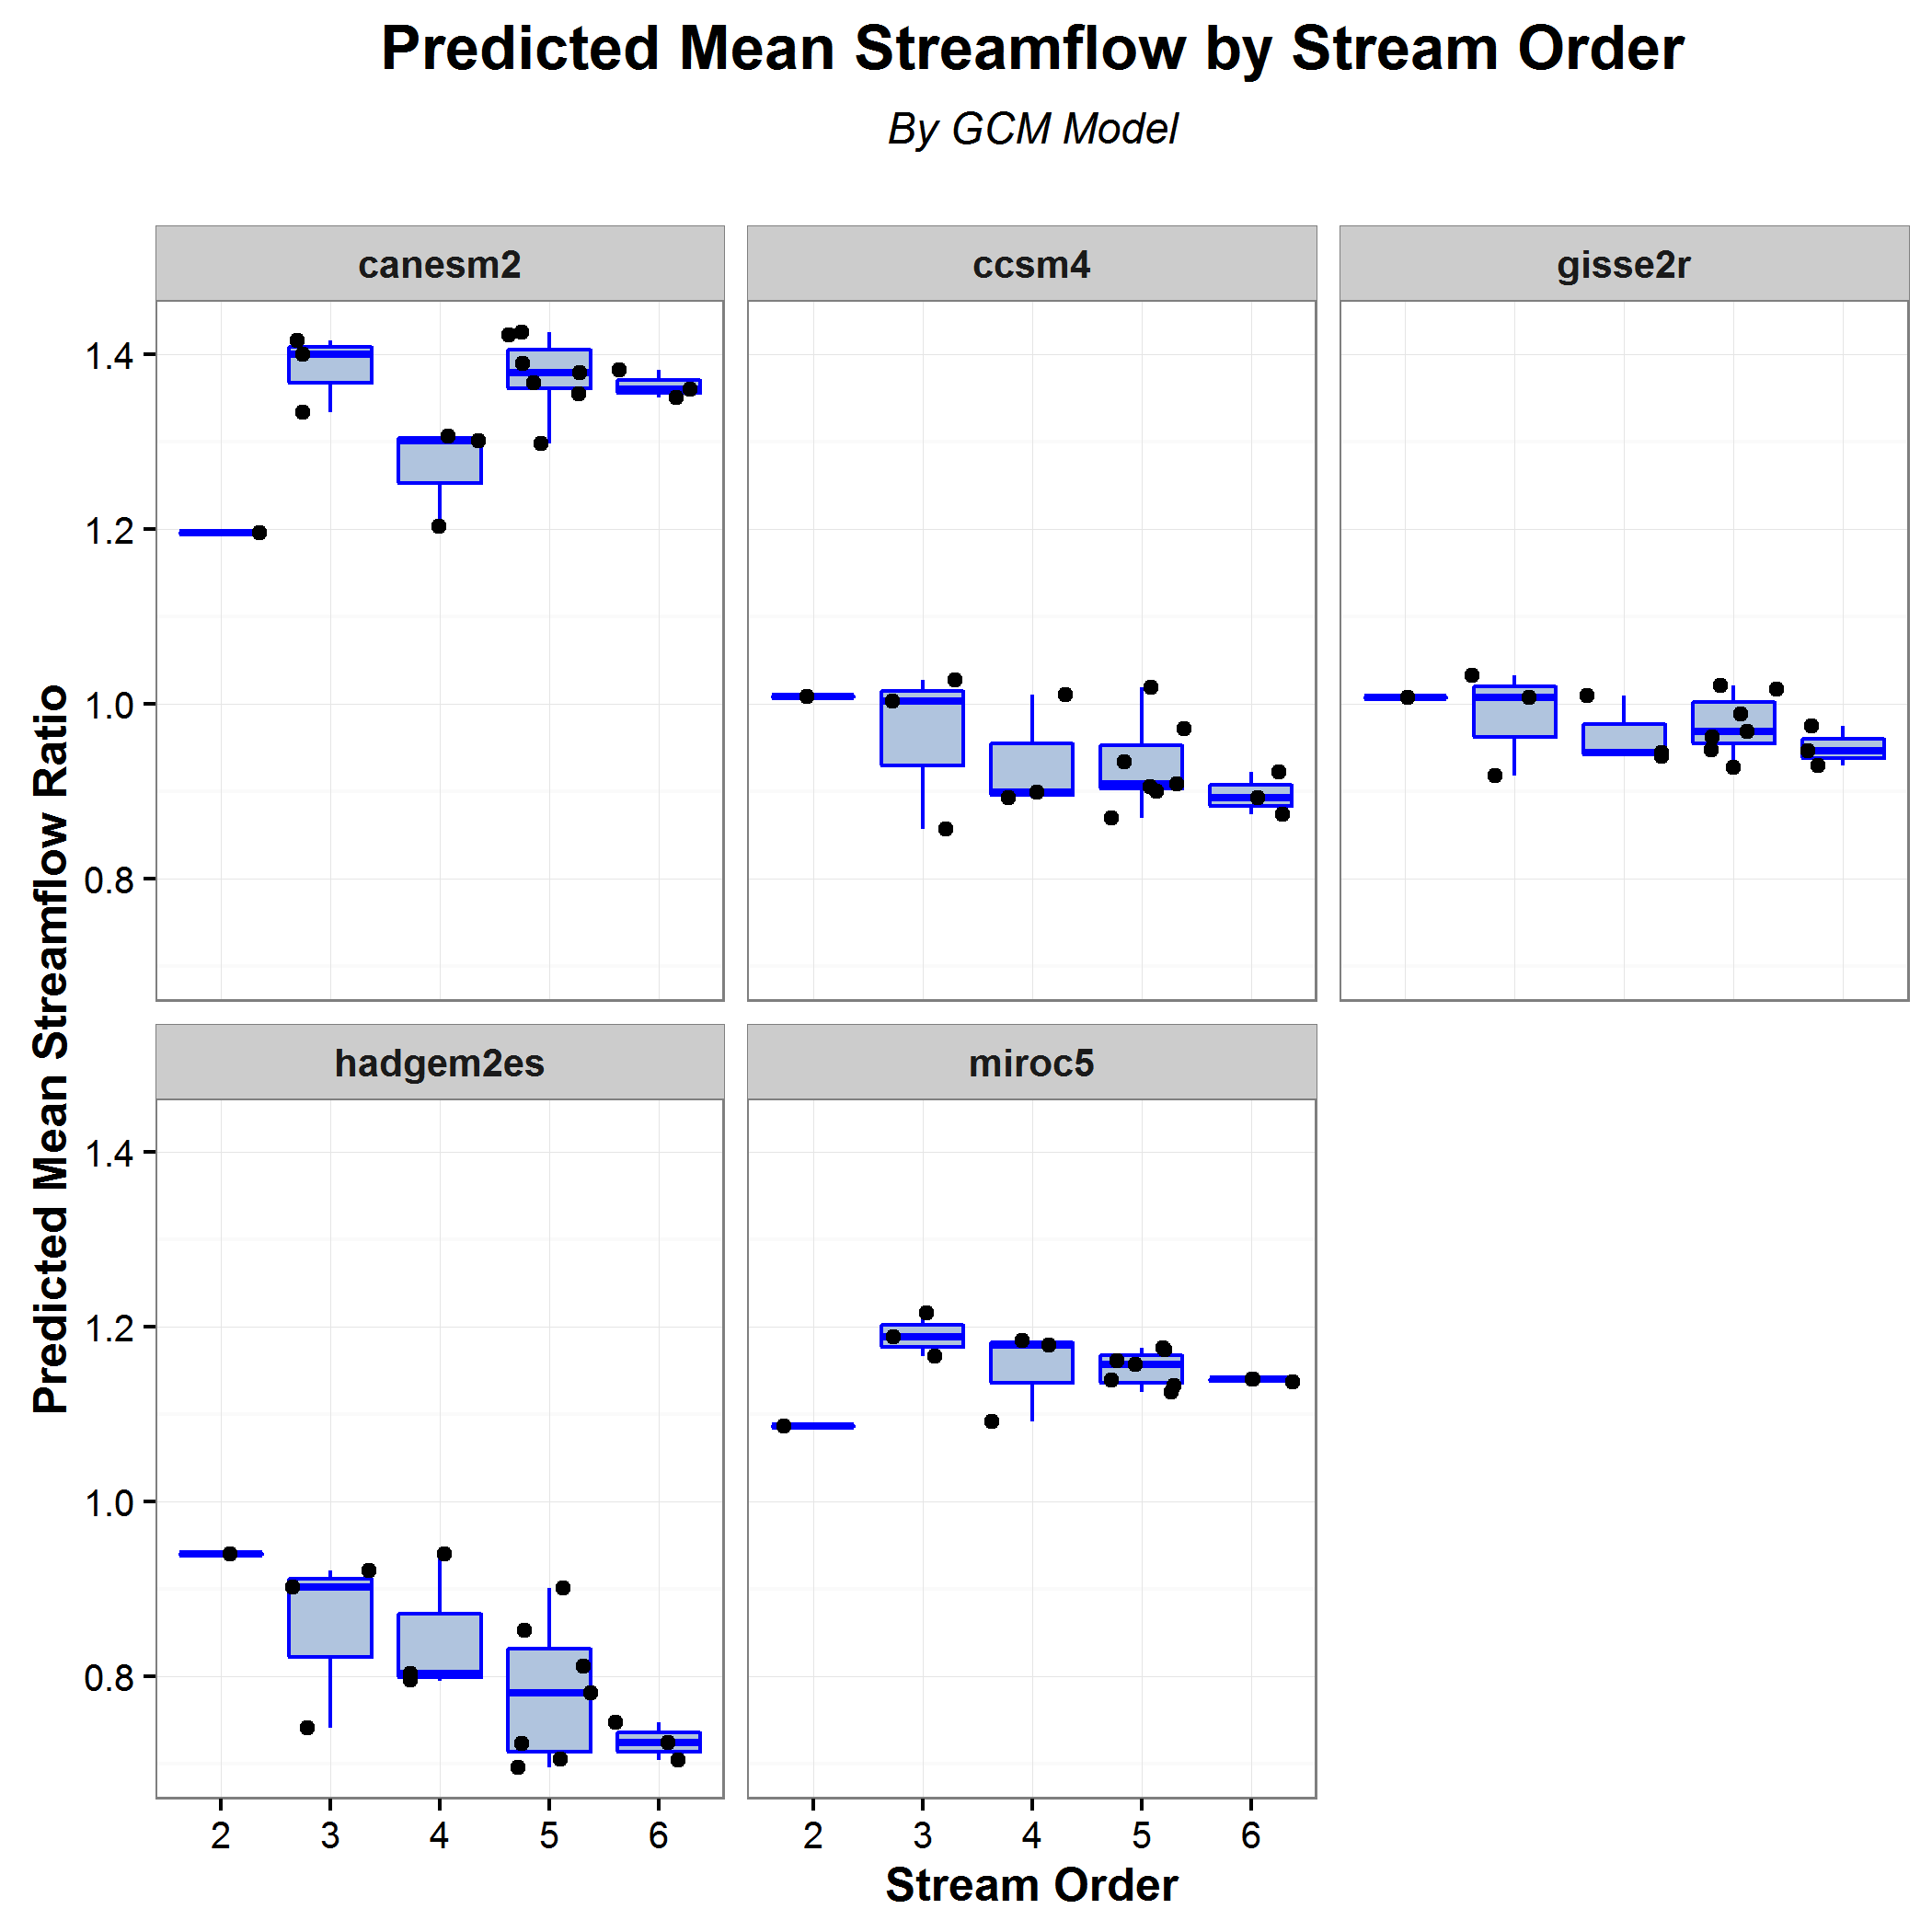 Predicted Mean Streamflow by Stream Order
By GCM Model
canesm2
ccsm4
gisse2r
1.4
1.2
1.0
0.8
Predicted Mean Streamflow Ratio
hadgem2es
miroc5
1.4
1.2
1.0
0.8
2 3 4 5 6
2 3 4 5 6
Stream Order